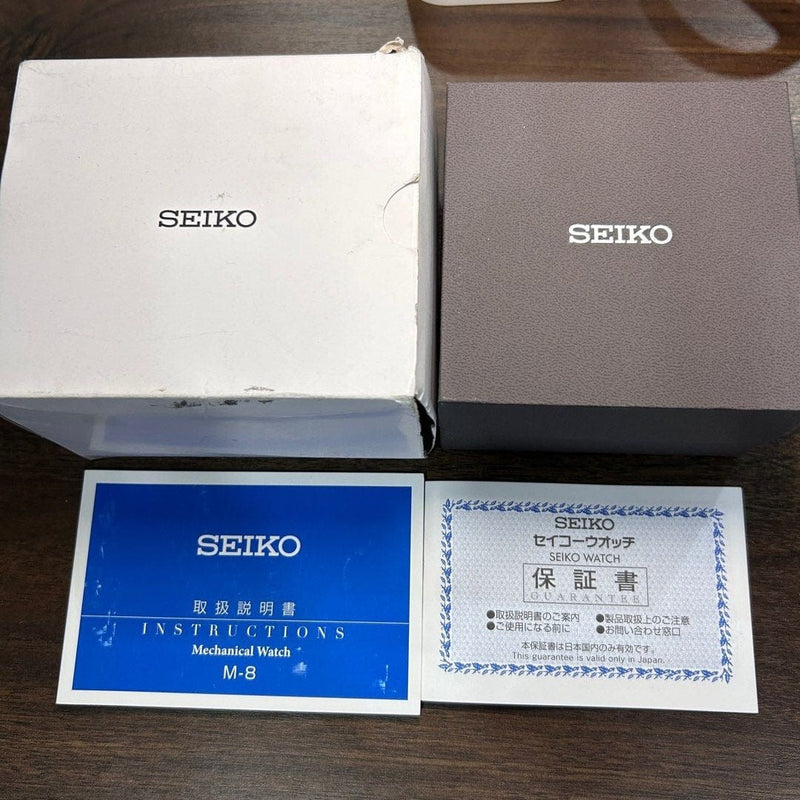 SEIKO
SEIKO
SEIKO
取扱説明書
INSTRUCTIONS
Mechanical Watch
M-8
SEIKO
セイコーウオッチ
SEIKO WATCH
保証書
GUARANTEE
●取扱説明書のご案内 ●製品取扱上のご注意
●ご使用になる前に ●お問い合わせ窓口
本保証書は日本国内のみ有効です。
This guarantee is valid only in Japan.